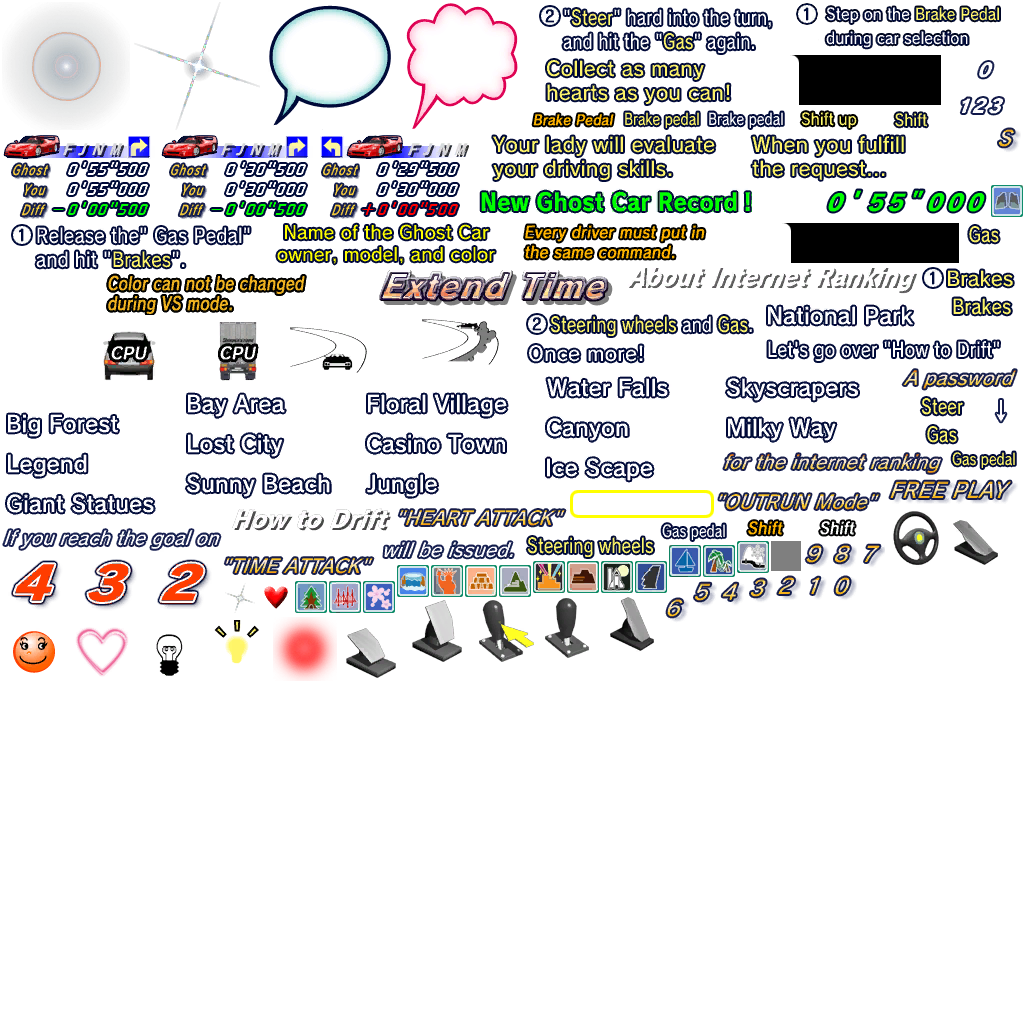 ② "Steer" hard into the turn,
and hit the "Gas" again.
① Step on the Brake Pedal
during car selection
Collect as many
hearts as you can!
0
123
S
Brake Pedal
Brake pedal
Brake pedal
Shift up
Shift
F J N M
Ghost 0'55"500
You 0'55"000
Diff -0'00"500
F J N M
Ghost 0'30"500
You 0'30"000
Diff -0'00"500
F J N M
Ghost 0'29"500
You 0'30"000
Diff +0'00"500
Your lady will evaluate
your driving skills.
When you fulfill
the request...
New Ghost Car Record !
0'55"000
① Release the" Gas Pedal"
and hit "Brakes".
Name of the Ghost Car
owner, model, and color
Every driver must put in
the same command.
Gas
Color can not be changed
during VS mode.
Extend Time
About Internet Ranking
① Brakes
Brakes
CPU
CPU
② Steering wheels and Gas.
Once more!
National Park
Let's go over "How to Drift"
A password
Steer
↓
Gas
Gas pedal
Big Forest
Legend
Giant Statues
Bay Area
Lost City
Sunny Beach
Floral Village
Casino Town
Jungle
Water Falls
Canyon
Ice Scape
Skyscrapers
Milky Way
for the internet ranking
FREE PLAY
If you reach the goal on
How to Drift
"HEART ATTACK"
"OUTRUN Mode"
"TIME ATTACK"
will be issued.
Steering wheels
Gas pedal
Shift
Shift
9 8 7
6 5 4 3 2 1 0
4 3 2